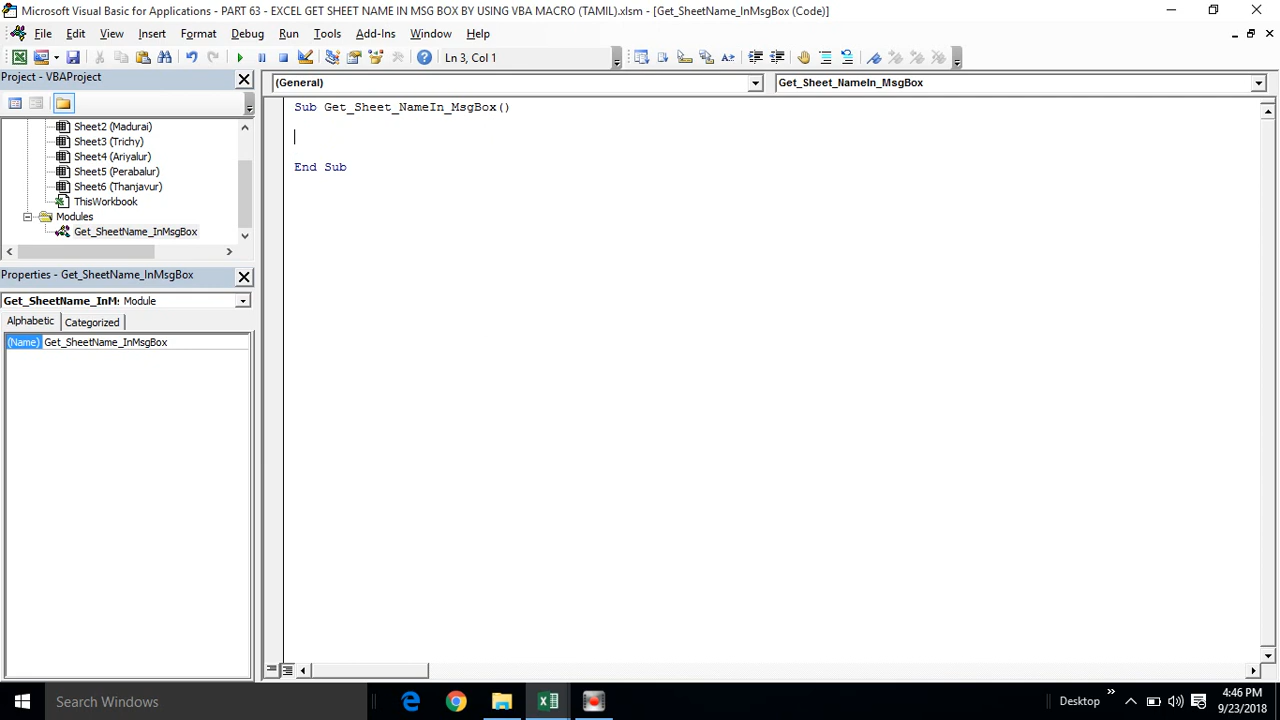 Microsoft Visual Basic for Applications - PART 63 - EXCEL GET SHEET NAME IN MSG BOX BY USING VBA MACRO (TAMIL).xlsm - [Get_SheetName_InMsgBox (Code)]
File Edit View Insert Format Debug Run Tools Add-Ins Window Help
Ln 3, Col 1
Project - VBAProject
(General)
Get_Sheet_NameIn_MsgBox
Sheet2 (Madurai)
Sheet3 (Trichy)
Sheet4 (Ariyalur)
Sheet5 (Perabalur)
Sheet6 (Thanjavur)
ThisWorkbook
Modules
Get_SheetName_InMsgBox
Sub Get_Sheet_NameIn_MsgBox()
End Sub
Properties - Get_SheetName_InMsgBox
Get_SheetName_InM: Module
Alphabetic Categorized
(Name) Get_SheetName_InMsgBox
Search Windows
Desktop
4:46 PM
9/23/2018